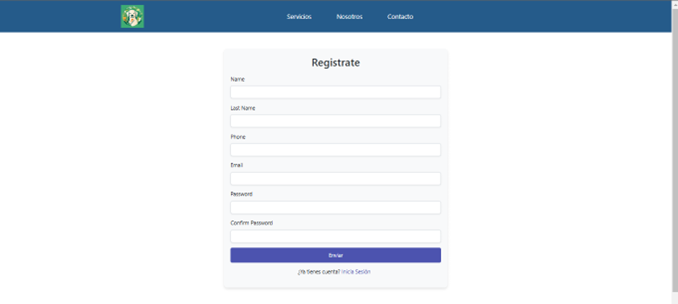 Servicios Nosotros Contacto
Registrate
Name
Last Name
Phone
Email
Password
Confirm Password
Enviar
¿Ya tienes cuenta? Inicia Sesión